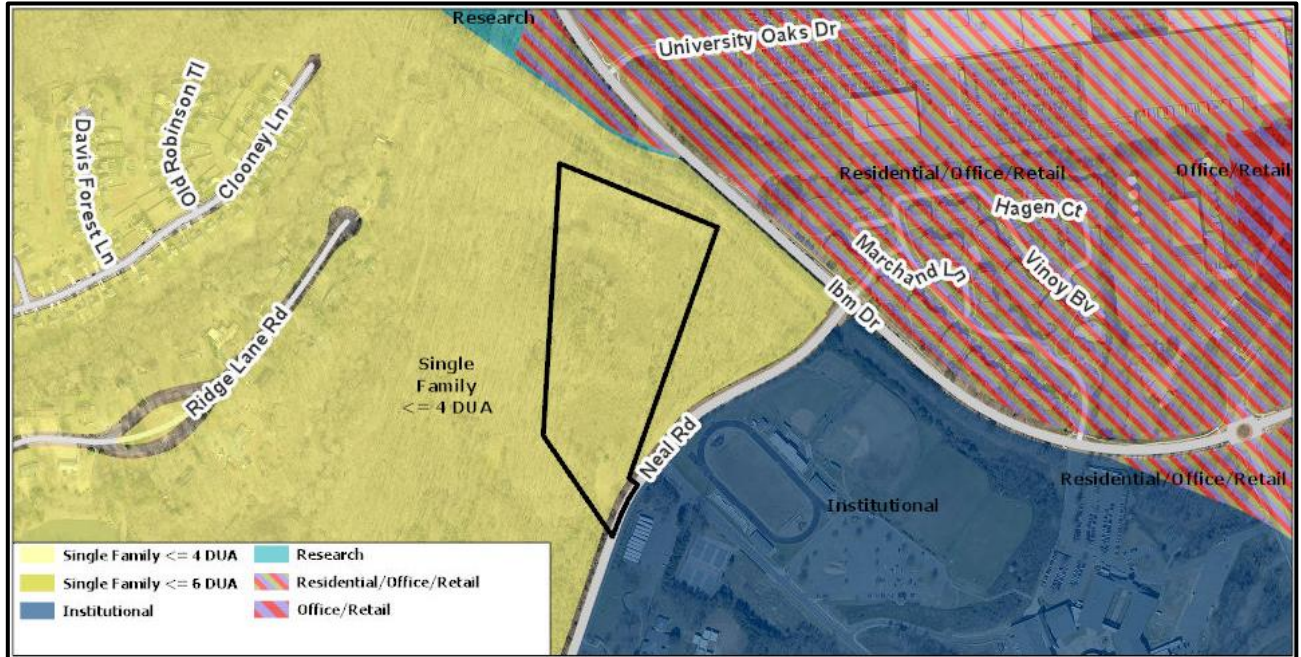 Research
University Oaks Dr
Old Robinson Tl
Davis Forest Ln
Clooney Ln
Residential/Office/Retail
Office/Retail
Hagen Ct
Marchand Ln
Vinoy Bv
Ibm Dr
Ridge Lane Rd
Single
Family
<= 4 DUA
Neal Rd
Institutional
Residential/Office/Retail
Single Family <= 4 DUA
Research
Single Family <= 6 DUA
Residential/Office/Retail
Institutional
Office/Retail